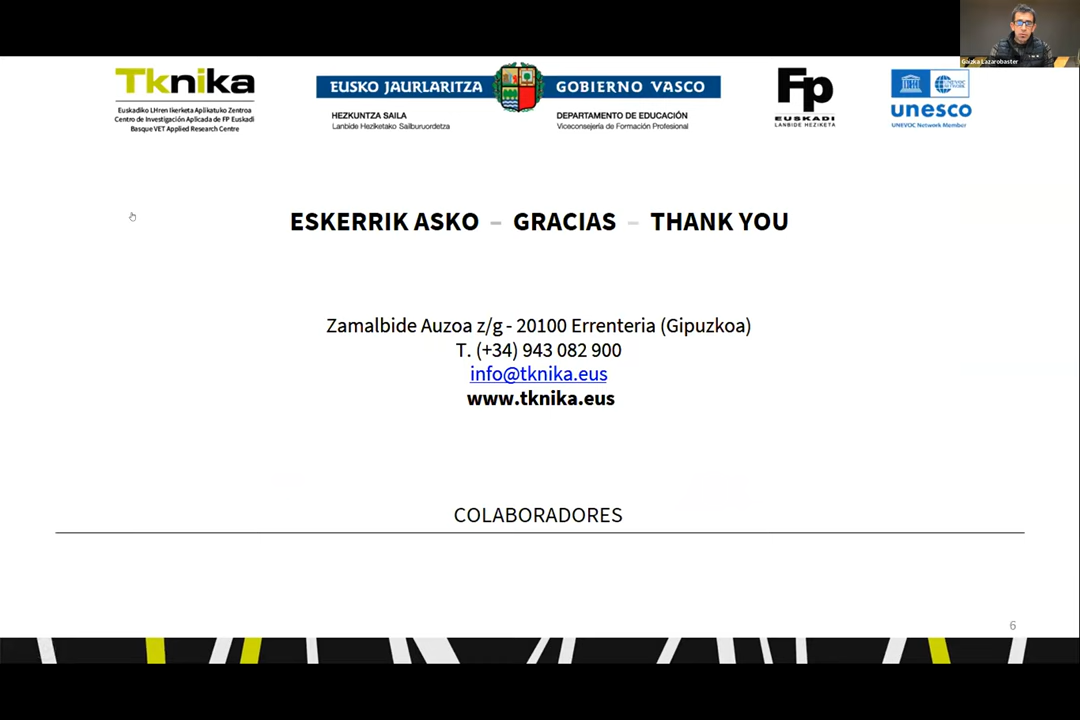 Goizka Lazarobaster
Tknika
Euskadiko LHren Ikerketa Aplikatuko Zentroa
Centro de Investigación Aplicada de FP Euskadi
Basque VET Applied Research Centre
EUSKO JAURLARITZA
GOBIERNO VASCO
HEZKUNTZA SAILA
Lanbide Heziketako Sailburuordetza
DEPARTAMENTO DE EDUCACIÓN
Viceconsejería de Formación Profesional
Fp
EUSKADI
LANBIDE HEZIKETA
unesco
UNEVOC Network Member
ESKERRIK ASKO – GRACIAS – THANK YOU
Zamalbide Auzoa z/g - 20100 Errenteria (Gipuzkoa)
T. (+34) 943 082 900
info@tknika.eus
www.tknika.eus
COLABORADORES
6